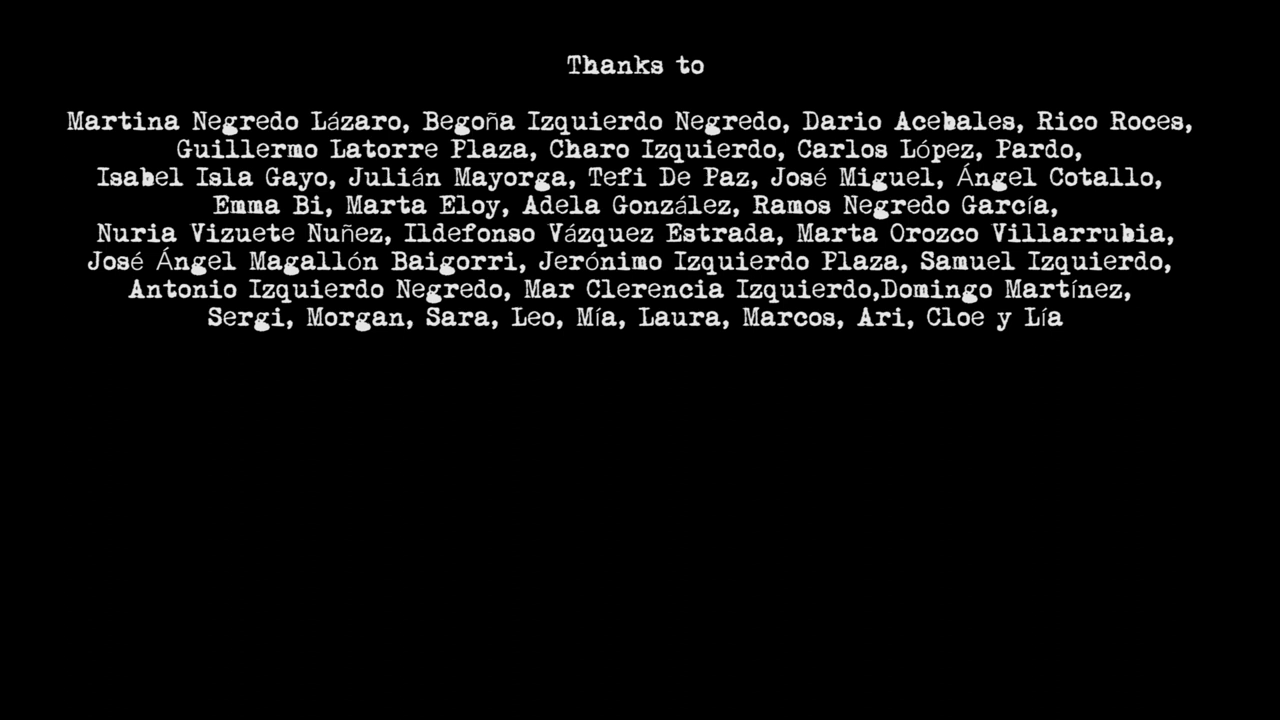 Thanks to
Martina Negredo Lázaro, Begoña Izquierdo Negredo, Dario Acebales, Rico Roces,
Guillermo Latorre Plaza, Charo Izquierdo, Carlos López, Pardo,
Isabel Isla Gayo, Julián Mayorga, Tefi De Paz, José Miguel, Ángel Cotallo,
Emma Bi, Marta Eloy, Adela González, Ramos Negredo García,
Nuria Vizuete Nuñez, Ildefonso Vázquez Estrada, Marta Orozco Villarrubia,
José Ángel Magallón Baigorri, Jerónimo Izquierdo Plaza, Samuel Izquierdo,
Antonio Izquierdo Negredo, Mar Clerencia Izquierdo,Domingo Martínez,
Sergi, Morgan, Sara, Leo, Mía, Laura, Marcos, Ari, Cloe y Lía